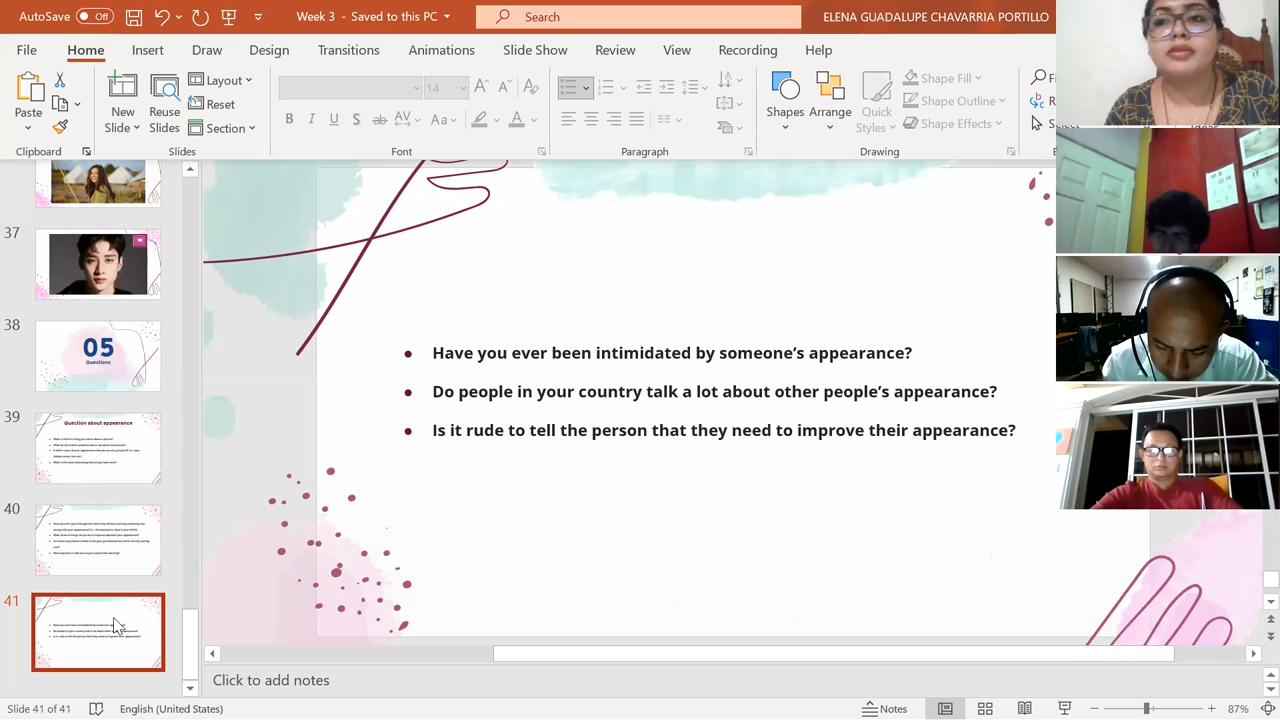 AutoSave Off Week 3 - Saved to this PC Search ELENA GUADALUPE CHAVARRIA PORTILLO
File Home Insert Draw Design Transitions Animations Slide Show Review View Recording Help
Paste
New
Slide
Reuse
Slides
Layout
Reset
Section
B I U S ab AV Aa A
Shapes
Arrange
Quick
Styles
Shape Fill
Shape Outline
Shape Effects
Clipboard Slides Font Paragraph Drawing
37
38
05
Questions
39
Question about appearance
40
41
Have you ever been intimidated by someone’s appearance?
Do people in your country talk a lot about other people’s appearance?
Is it rude to tell the person that they need to improve their appearance?
Click to add notes
Slide 41 of 41 English (United States) Notes 87%